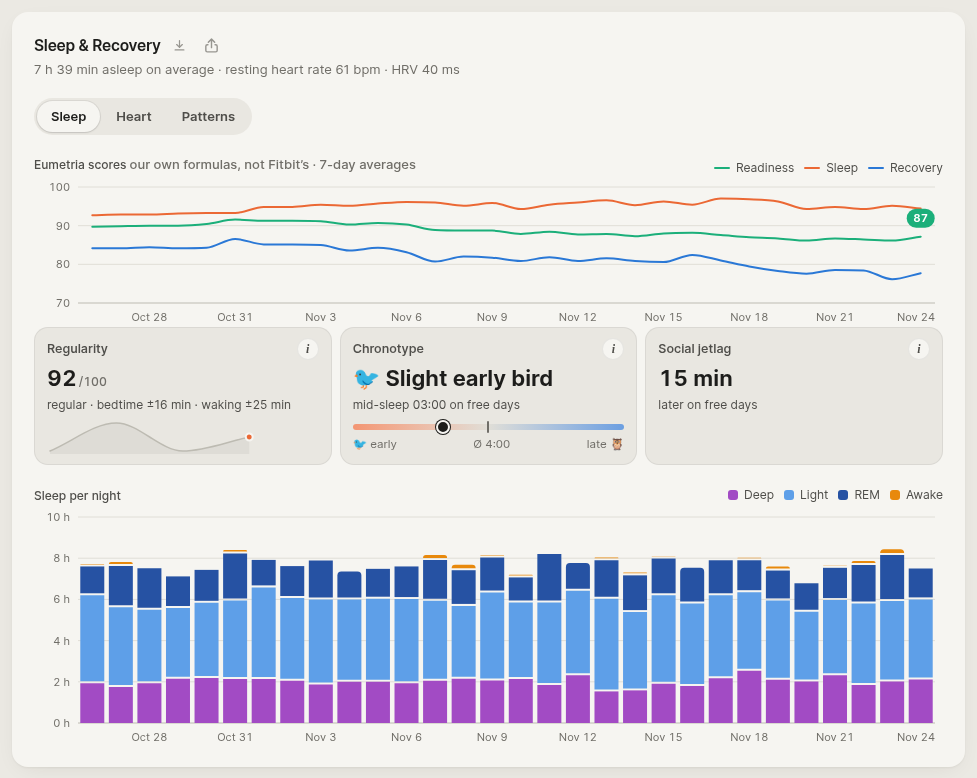 Sleep & Recovery
7 h 39 min asleep on average · resting heart rate 61 bpm · HRV 40 ms
Sleep Heart Patterns
Eumetria scores our own formulas, not Fitbit’s · 7-day averages
Readiness Sleep Recovery
100
90
80
70
87
Oct 28 Oct 31 Nov 3 Nov 6 Nov 9 Nov 12 Nov 15 Nov 18 Nov 21 Nov 24
Regularity i
92/100
regular · bedtime ±16 min · waking ±25 min
Chronotype i
🐦 Slight early bird
mid-sleep 03:00 on free days
🐦 early Ø 4:00 late 🦉
Social jetlag i
15 min
later on free days
Sleep per night
Deep Light REM Awake
10 h
8 h
6 h
4 h
2 h
0 h
Oct 28 Oct 31 Nov 3 Nov 6 Nov 9 Nov 12 Nov 15 Nov 18 Nov 21 Nov 24